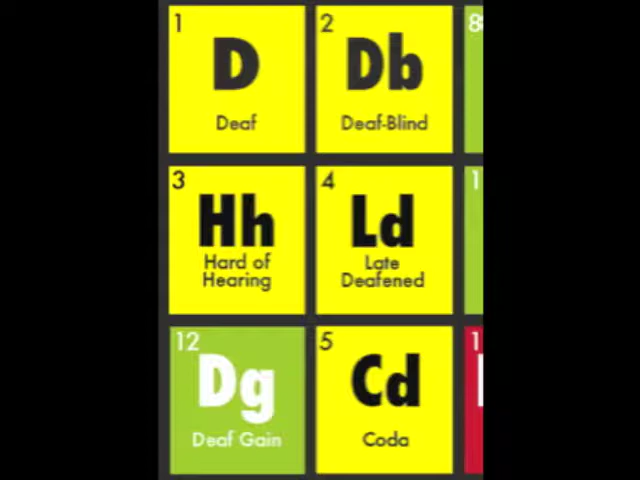 1
D
Deaf
2
Db
Deaf-Blind
3
Hh
Hard of
Hearing
4
Ld
Late
Deafened
12
Dg
Deaf Gain
5
Cd
Coda